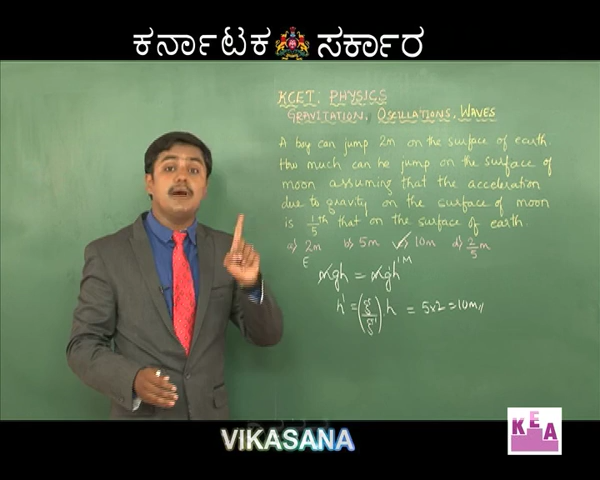 ಕರ್ನಾಟಕ ಸರ್ಕಾರ
KCET: PHYSICS
GRAVITATION, OSCILLATIONS, WAVES
A boy can jump 2m on the surface of earth.
How much can he jump on the surface of
moon assuming that the acceleration
due to gravity on the surface of moon
is 1/5 th that on the surface of earth.
a) 2m b) 5m c) 10m d) 2/5 m
E mgh = mg'h' M
h' = (g/g') h = 5×2 = 10m
VIKASANA
KEA